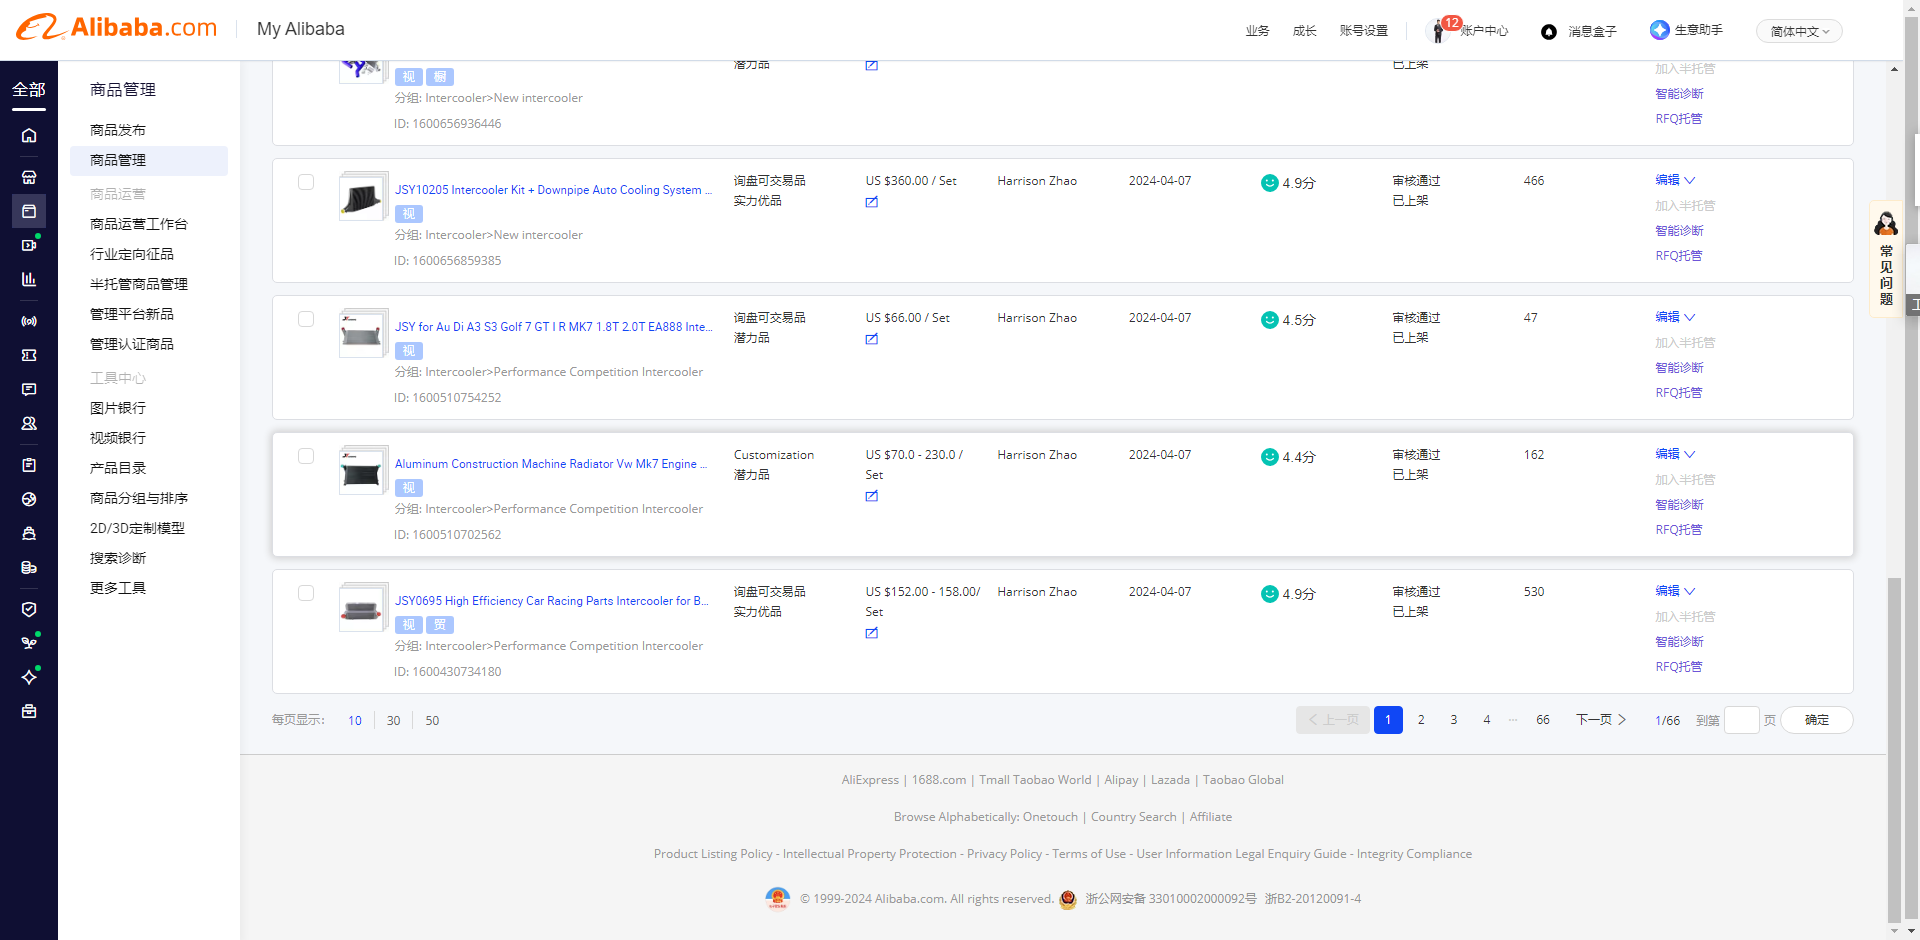 Alibaba.com
My Alibaba
业务
成长
账号设置
12
账户中心
消息盒子
生意助手
简体中文
全部
商品管理
商品发布
商品管理
商品运营
商品运营工作台
行业定向征品
半托管商品管理
管理平台新品
管理认证商品
工具中心
图片银行
视频银行
产品目录
商品分组与排序
2D/3D定制模型
搜索诊断
更多工具
视 橱
分组: Intercooler>New intercooler
ID: 1600656936446
潜力品
已上架
加入半托管
智能诊断
RFQ托管
JSY10205 Intercooler Kit + Downpipe Auto Cooling System ...
视
分组: Intercooler>New intercooler
ID: 1600656859385
询盘可交易品
实力优品
US $360.00 / Set
Harrison Zhao
2024-04-07
4.9分
审核通过
已上架
466
编辑
加入半托管
智能诊断
RFQ托管
JSY for Au Di A3 S3 Golf 7 GT I R MK7 1.8T 2.0T EA888 Inte...
视
分组: Intercooler>Performance Competition Intercooler
ID: 1600510754252
询盘可交易品
潜力品
US $66.00 / Set
Harrison Zhao
2024-04-07
4.5分
审核通过
已上架
47
编辑
加入半托管
智能诊断
RFQ托管
Aluminum Construction Machine Radiator Vw Mk7 Engine ...
视
分组: Intercooler>Performance Competition Intercooler
ID: 1600510702562
Customization
潜力品
US $70.0 - 230.0 /
Set
Harrison Zhao
2024-04-07
4.4分
审核通过
已上架
162
编辑
加入半托管
智能诊断
RFQ托管
JSY0695 High Efficiency Car Racing Parts Intercooler for B...
视 贸
分组: Intercooler>Performance Competition Intercooler
ID: 1600430734180
询盘可交易品
实力优品
US $152.00 - 158.00/
Set
Harrison Zhao
2024-04-07
4.9分
审核通过
已上架
530
编辑
加入半托管
智能诊断
RFQ托管
常见问题
每页显示: 10 30 50
上一页 1 2 3 4 ... 66 下一页 1/66 到第 页 确定
AliExpress | 1688.com | Tmall Taobao World | Alipay | Lazada | Taobao Global
Browse Alphabetically: Onetouch | Country Search | Affiliate
Product Listing Policy - Intellectual Property Protection - Privacy Policy - Terms of Use - User Information Legal Enquiry Guide - Integrity Compliance
© 1999-2024 Alibaba.com. All rights reserved. 浙公网安备 33010002000092号 浙B2-20120091-4